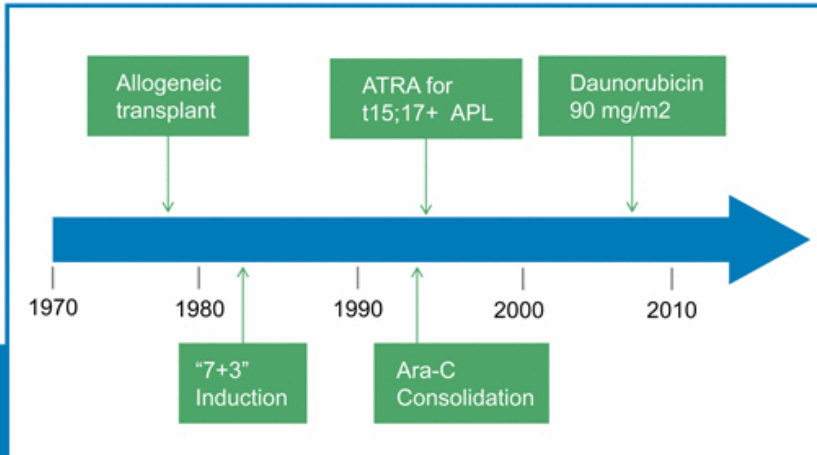 Allogeneic
transplant
ATRA for
t15;17+ APL
Daunorubicin
90 mg/m2
1970
1980
1990
2000
2010
“7+3”
Induction
Ara-C
Consolidation